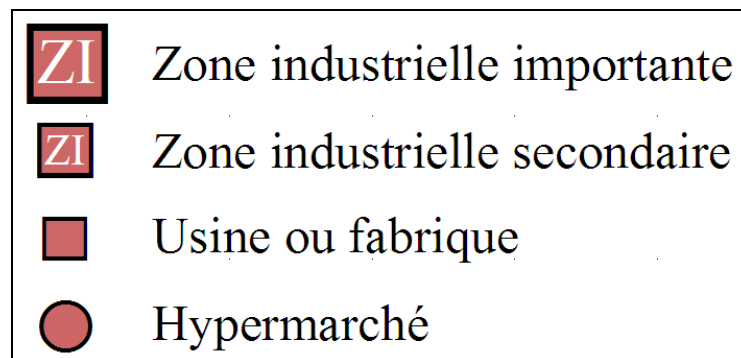 ZI Zone industrielle importante
ZI Zone industrielle secondaire
Usine ou fabrique
Hypermarché